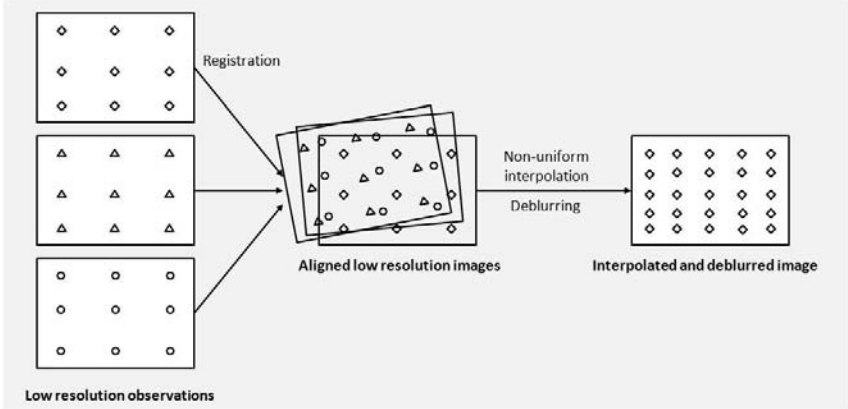 Registration
Non-uniform
interpolation
Deblurring
Aligned low resolution images
Interpolated and deblurred image
Low resolution observations